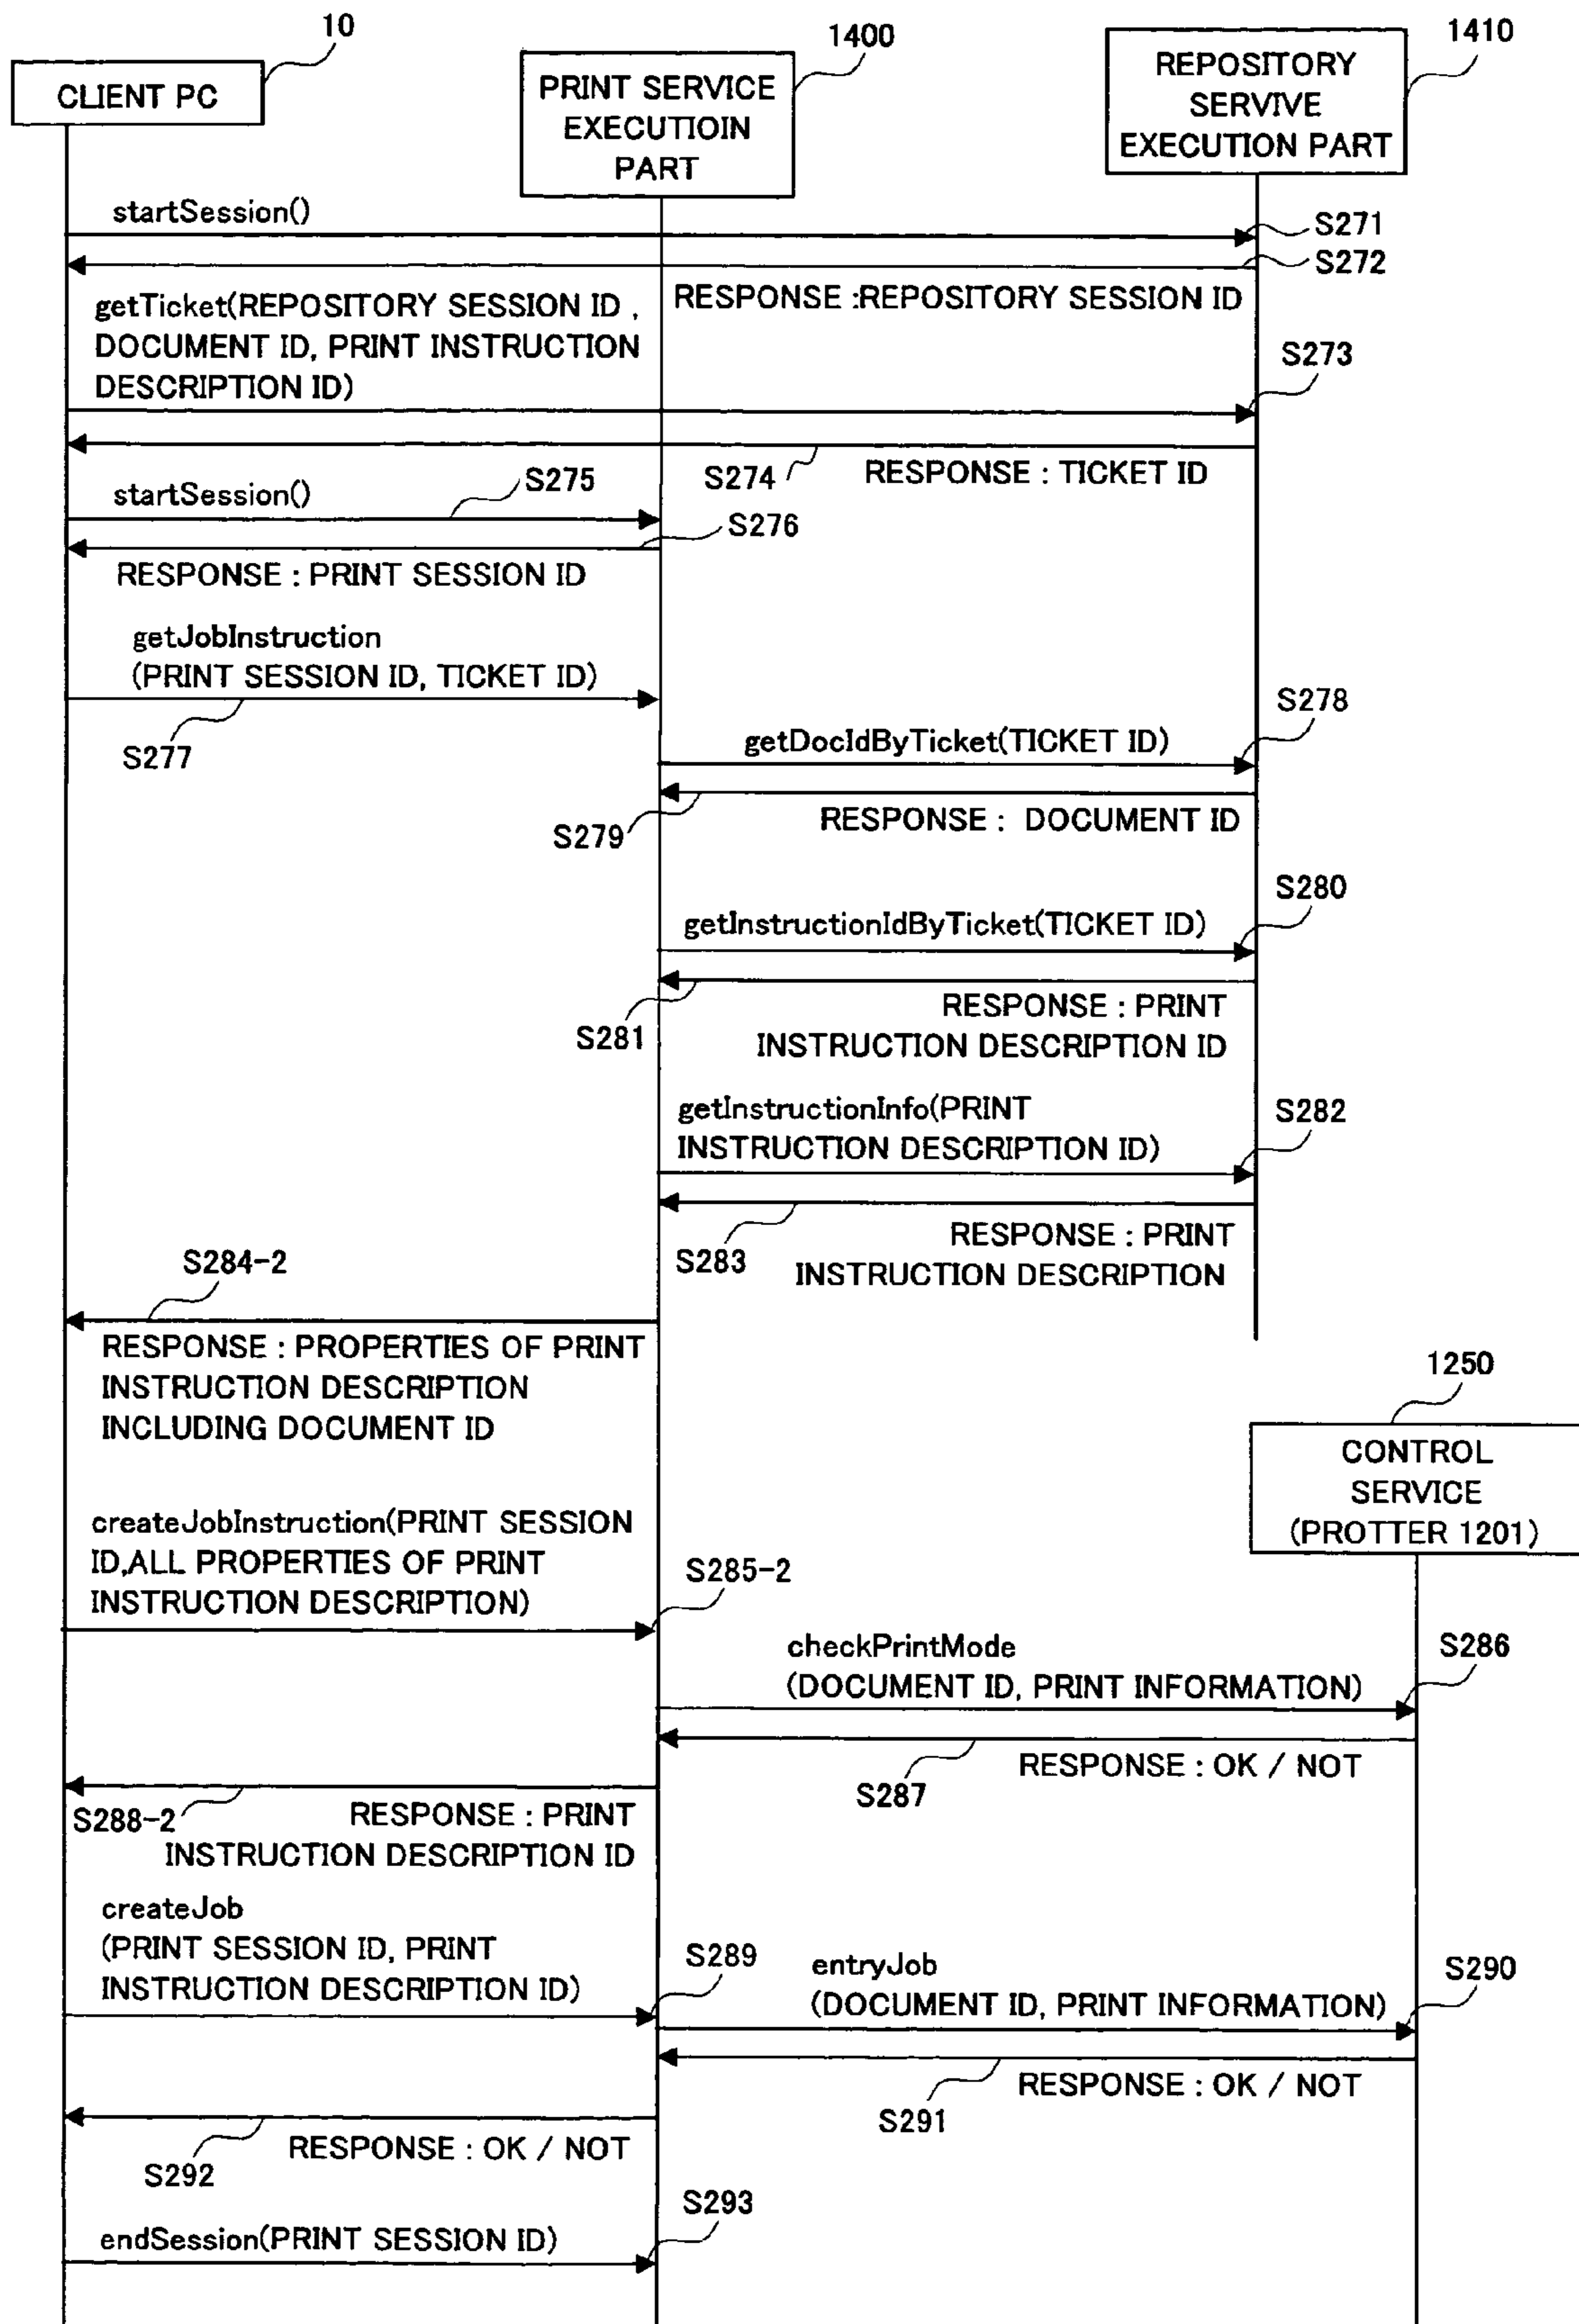 10
CLIENT PC
1400
PRINT SERVICE
EXECUTIOIN
PART
1410
REPOSITORY
SERVIVE
EXECUTION PART
startSession()
S271
S272
RESPONSE :REPOSITORY SESSION ID
getTicket(REPOSITORY SESSION ID ,
DOCUMENT ID, PRINT INSTRUCTION
DESCRIPTION ID)
S273
S274
RESPONSE : TICKET ID
startSession()
S275
S276
RESPONSE : PRINT SESSION ID
getJobInstruction
(PRINT SESSION ID, TICKET ID)
S277
getDocIdByTicket(TICKET ID)
S278
S279
RESPONSE : DOCUMENT ID
S280
getInstructionIdByTicket(TICKET ID)
S281
RESPONSE : PRINT
INSTRUCTION DESCRIPTION ID
getInstructionInfo(PRINT
INSTRUCTION DESCRIPTION ID)
S282
S283
RESPONSE : PRINT
INSTRUCTION DESCRIPTION
S284-2
RESPONSE : PROPERTIES OF PRINT
INSTRUCTION DESCRIPTION
INCLUDING DOCUMENT ID
1250
CONTROL
SERVICE
(PROTTER 1201)
createJobInstruction(PRINT SESSION
ID,ALL PROPERTIES OF PRINT
INSTRUCTION DESCRIPTION)
S285-2
checkPrintMode
(DOCUMENT ID, PRINT INFORMATION)
S286
S287
RESPONSE : OK / NOT
S288-2
RESPONSE : PRINT
INSTRUCTION DESCRIPTION ID
createJob
(PRINT SESSION ID, PRINT
INSTRUCTION DESCRIPTION ID)
S289
entryJob
(DOCUMENT ID, PRINT INFORMATION)
S290
S291
RESPONSE : OK / NOT
S292
RESPONSE : OK / NOT
S293
endSession(PRINT SESSION ID)